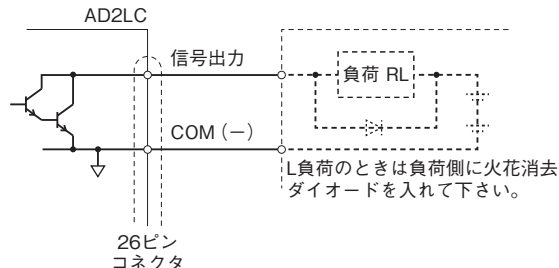 AD2LC
信号出力
負荷 RL
COM（−）
L負荷のときは負荷側に火花消去
ダイオードを入れて下さい。
26ピン
コネクタ